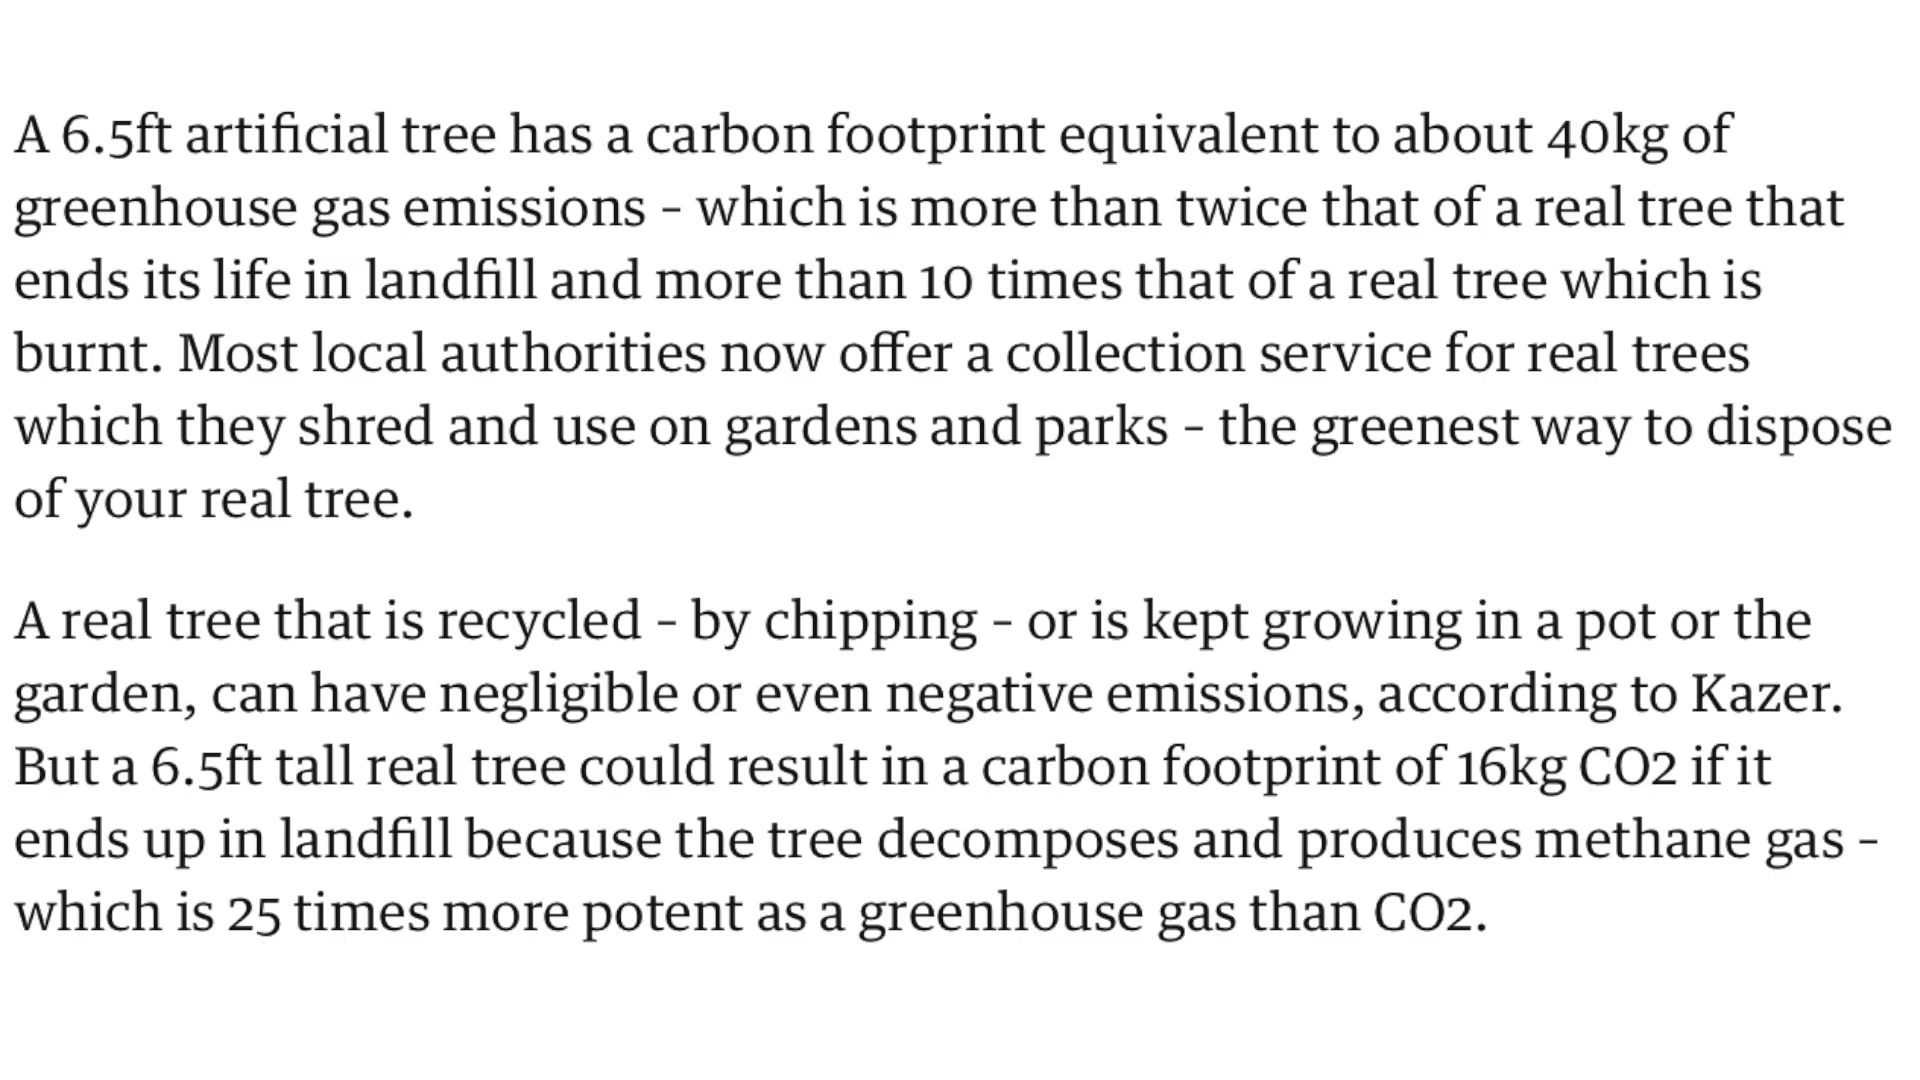 A 6.5ft artificial tree has a carbon footprint equivalent to about 40kg of
greenhouse gas emissions – which is more than twice that of a real tree that
ends its life in landfill and more than 10 times that of a real tree which is
burnt. Most local authorities now offer a collection service for real trees
which they shred and use on gardens and parks – the greenest way to dispose
of your real tree.
A real tree that is recycled – by chipping – or is kept growing in a pot or the
garden, can have negligible or even negative emissions, according to Kazer.
But a 6.5ft tall real tree could result in a carbon footprint of 16kg CO2 if it
ends up in landfill because the tree decomposes and produces methane gas –
which is 25 times more potent as a greenhouse gas than CO2.